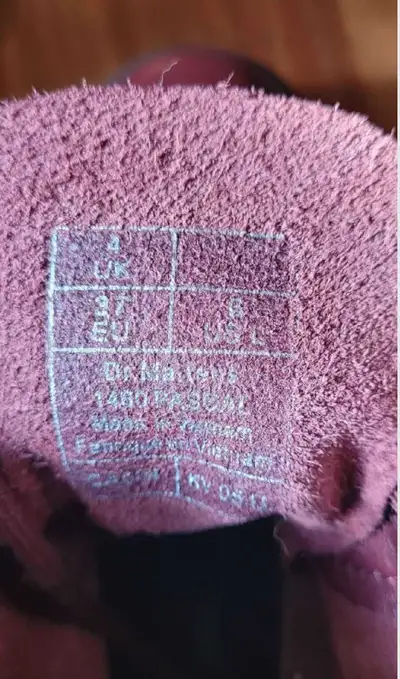 4
UK
37 6
EU US L
Dr.Martens
1460 PASCAL
Made in Vietnam
Fabriqué au Vietnam